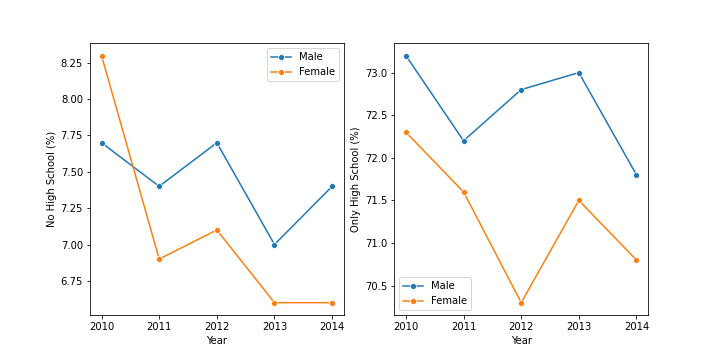 No High School (%)
8.25
8.00
7.75
7.50
7.25
7.00
6.75
2010 2011 2012 2013 2014
Year
Male
Female
Only High School (%)
73.0
72.5
72.0
71.5
71.0
70.5
2010 2011 2012 2013 2014
Year
Male
Female